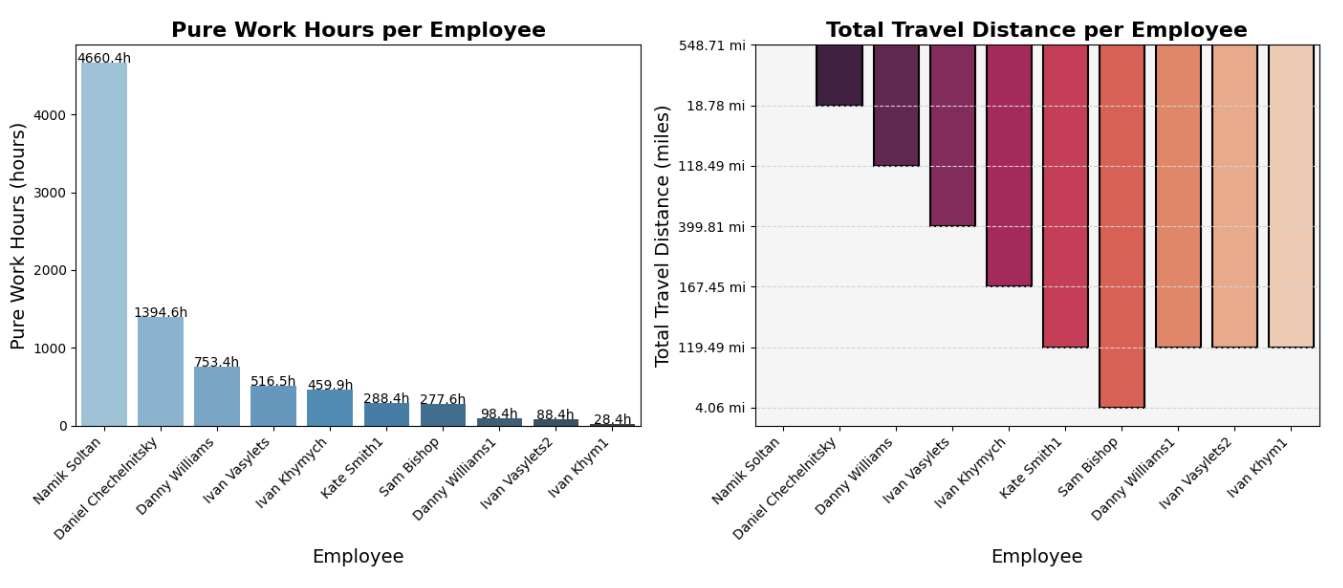 Pure Work Hours per Employee
Pure Work Hours (hours)
4000
3000
2000
1000
0
4660.4h
1394.6h
753.4h
516.5h
459.9h
288.4h
277.6h
98.4h
88.4h
28.4h
Namik Soltan
Daniel Chechelnitsky
Danny Williams
Ivan Vasylets
Ivan Khymych
Kate Smith1
Sam Bishop
Danny Williams1
Ivan Vasylets2
Ivan Khym1
Employee
Total Travel Distance per Employee
Total Travel Distance (miles)
548.71 mi
18.78 mi
118.49 mi
399.81 mi
167.45 mi
119.49 mi
4.06 mi
Namik Soltan
Daniel Chechelnitsky
Danny Williams
Ivan Vasylets
Ivan Khymych
Kate Smith1
Sam Bishop
Danny Williams1
Ivan Vasylets2
Ivan Khym1
Employee